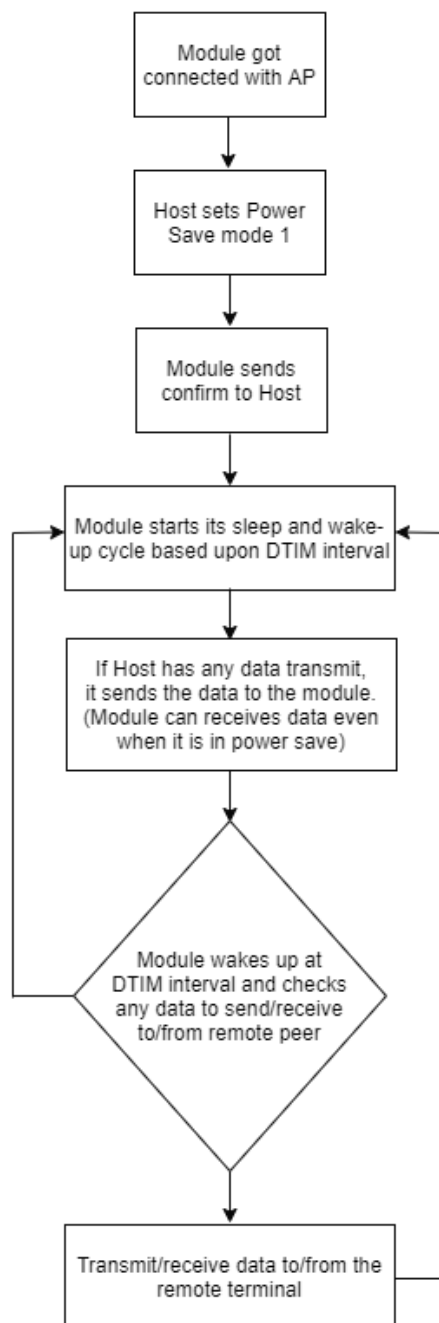 Module got
connected with AP
Host sets Power
Save mode 1
Module sends
confirm to Host
Module starts its sleep and wake-
up cycle based upon DTIM interval
If Host has any data transmit,
it sends the data to the module.
(Module can receives data even
when it is in power save)
Module wakes up at
DTIM interval and checks
any data to send/receive
to/from remote peer
Transmit/receive data to/from the
remote terminal